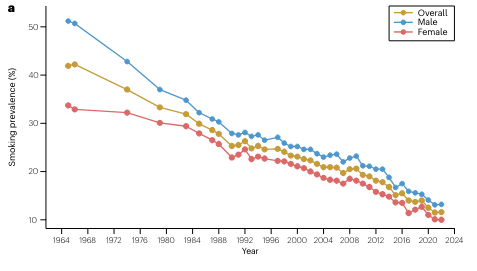 a
Overall
Male
Female
Smoking prevalence (%)
50
40
30
20
10
1964 1968 1972 1976 1980 1984 1988 1992 1996 2000 2004 2008 2012 2016 2020 2024
Year